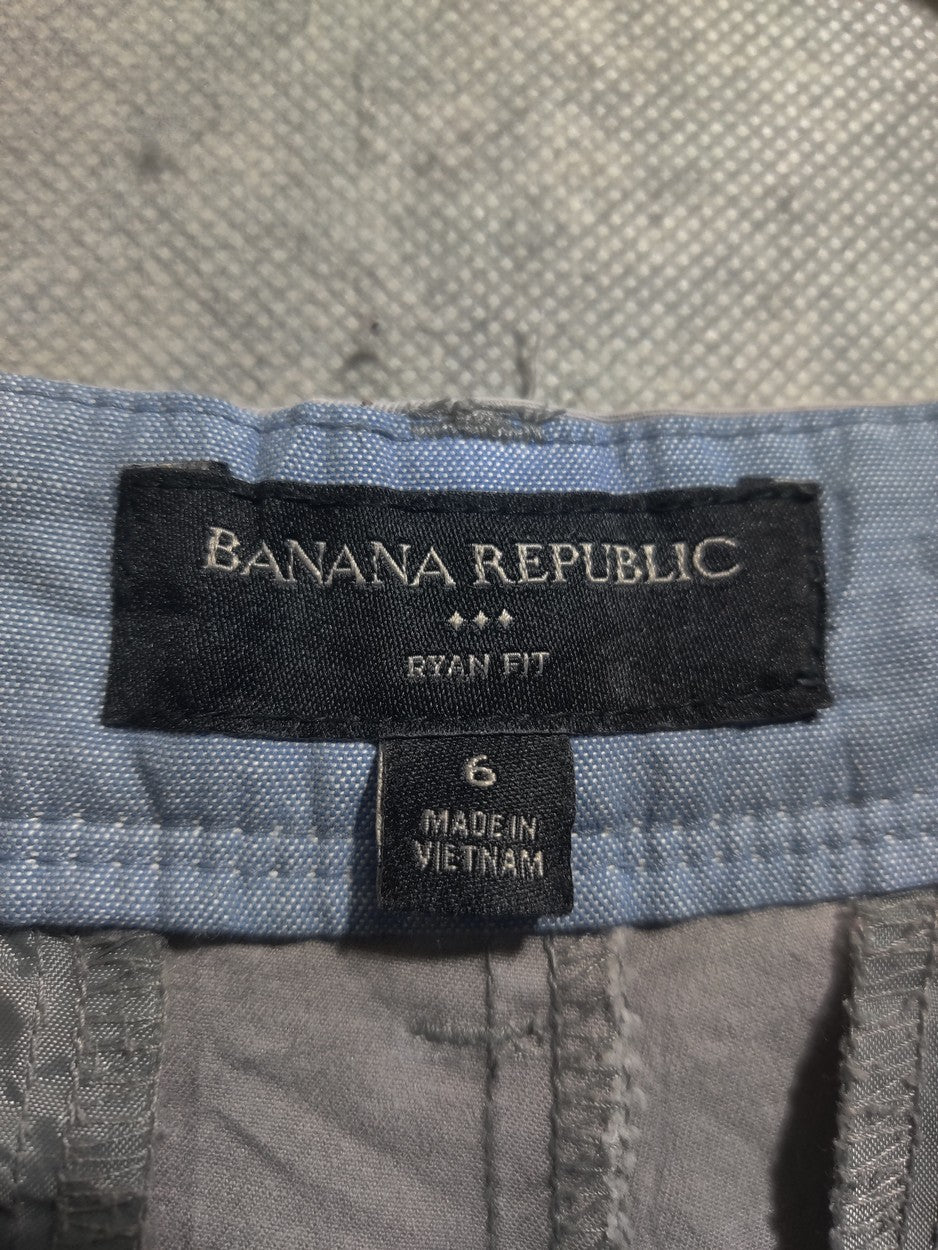 BANANA REPUBLIC
RYAN FIT
6
MADE IN
VIETNAM